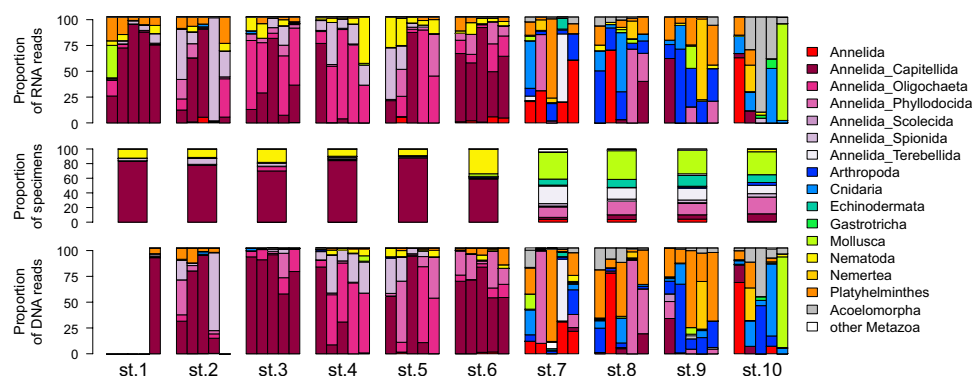 Proportion
of RNA reads
100
75
50
25
0
Proportion
of specimens
100
80
60
40
20
0
Proportion
of DNA reads
100
75
50
25
0
st.1 st.2 st.3 st.4 st.5 st.6 st.7 st.8 st.9 st.10
Annelida
Annelida_Capitellida
Annelida_Oligochaeta
Annelida_Phyllodocida
Annelida_Scolecida
Annelida_Spionida
Annelida_Terebellida
Arthropoda
Cnidaria
Echinodermata
Gastrotricha
Mollusca
Nematoda
Nemertea
Platyhelminthes
Acoelomorpha
other Metazoa